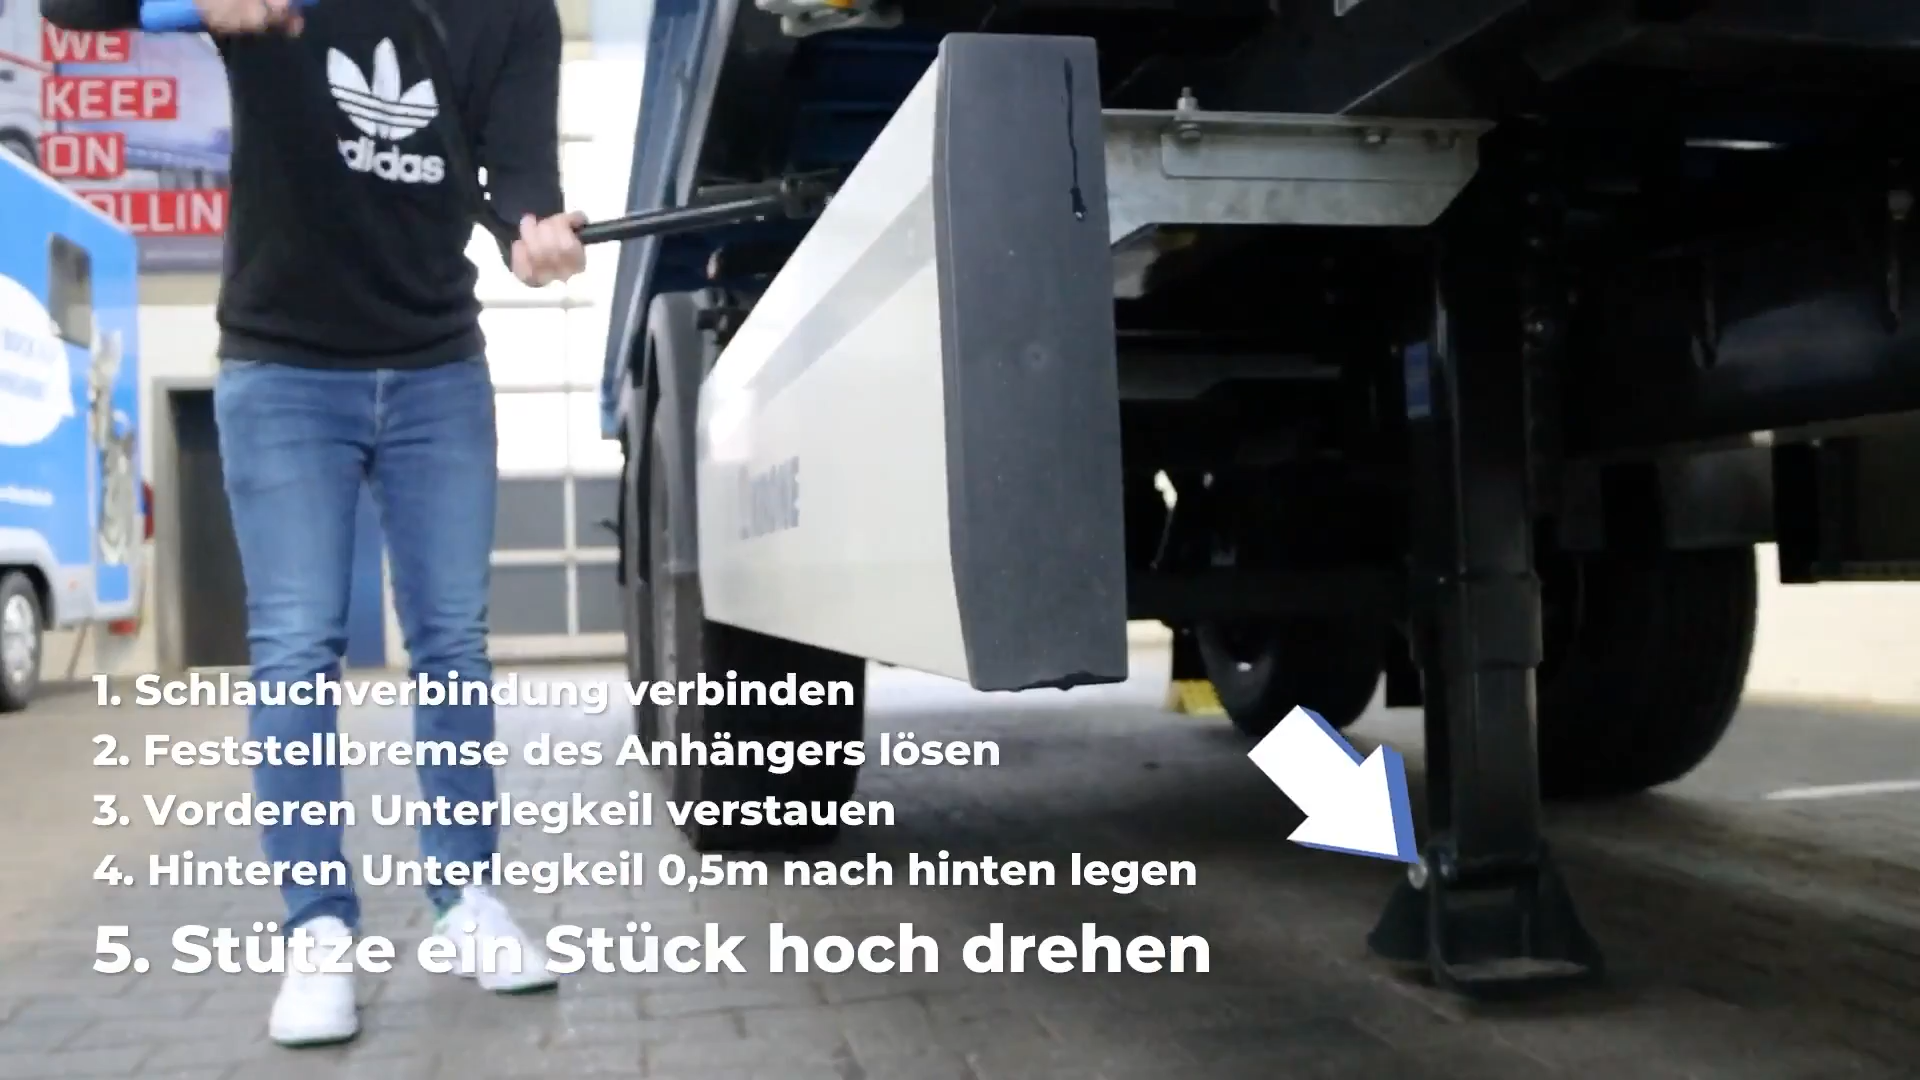 WE
KEEP
ON
adidas
1. Schlauchverbindung verbinden
2. Feststellbremse des Anhängers lösen
3. Vorderen Unterlegkeil verstauen
4. Hinteren Unterlegkeil 0,5m nach hinten legen
5. Stütze ein Stück hoch drehen